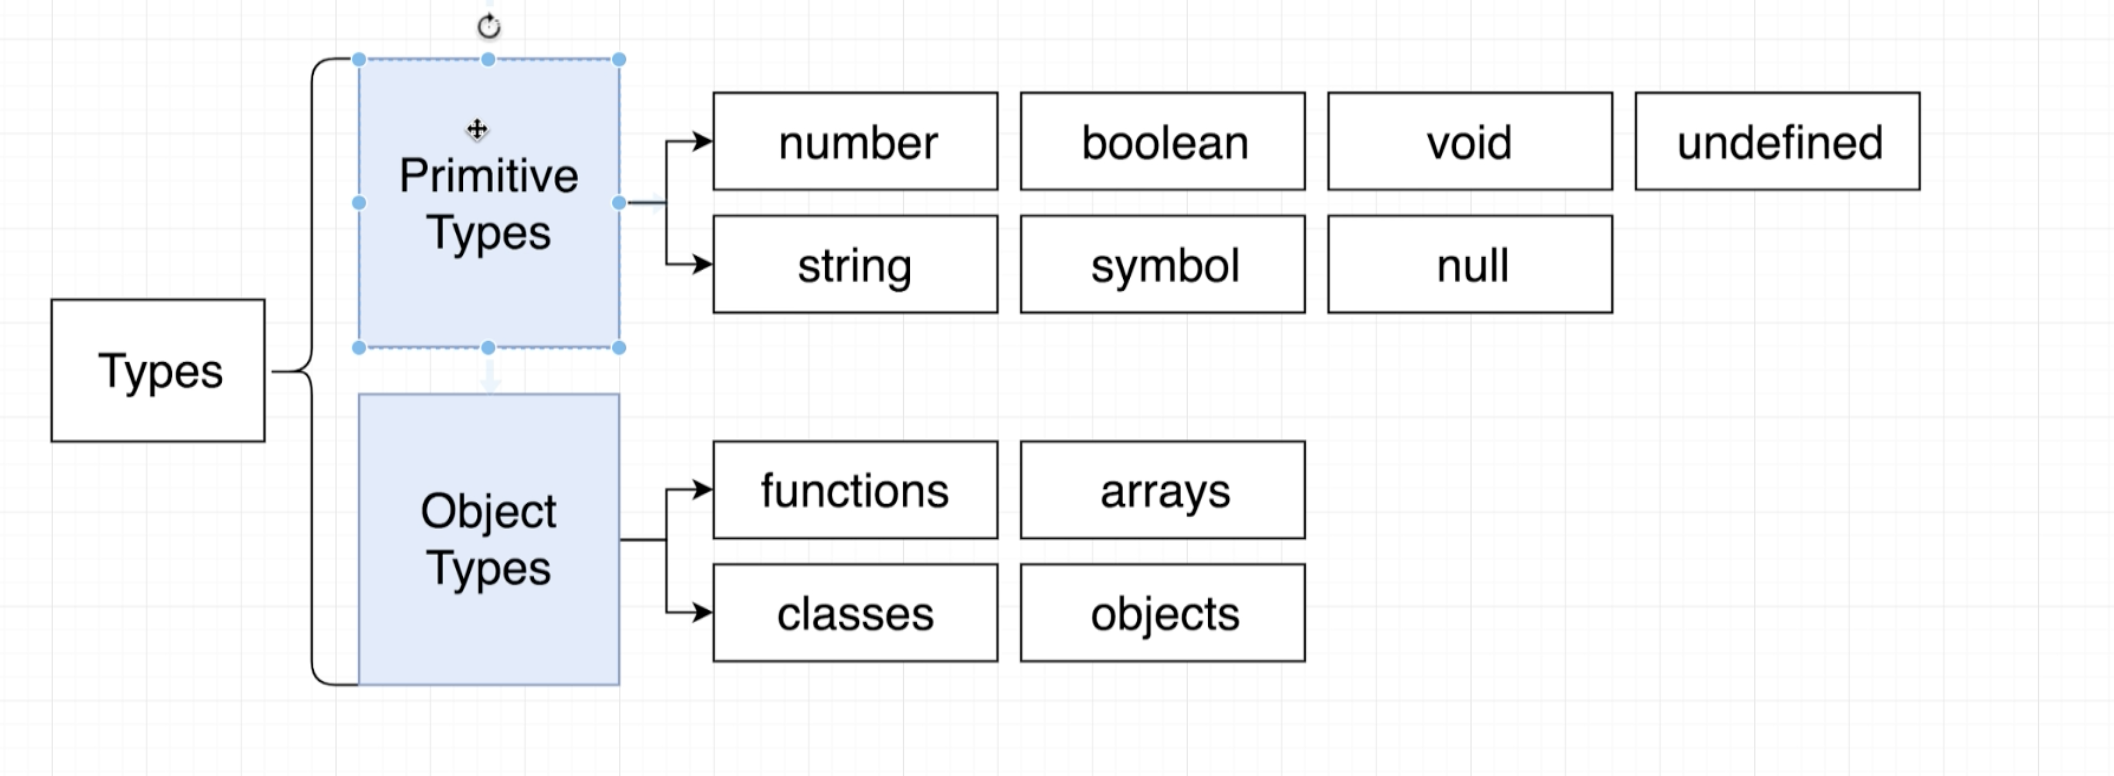 Types
Primitive
Types
number
boolean
void
undefined
string
symbol
null
Object
Types
functions
arrays
classes
objects